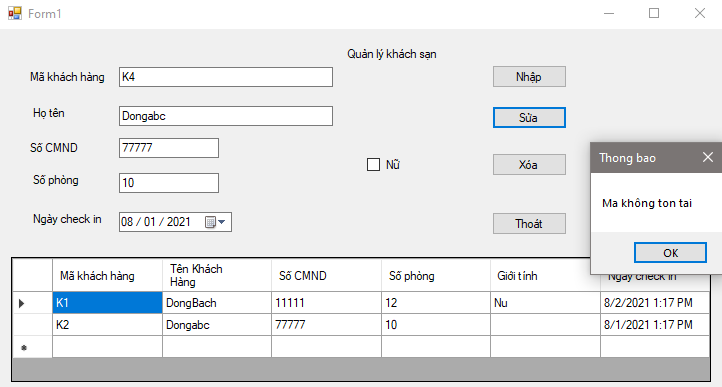 Form1
Quản lý khách sạn
Mã khách hàng K4 Nhập
Họ tên Dongabc Sửa
Số CMND 77777
Nữ Xóa
Số phòng 10
Ngày check in 08 / 01 / 2021 Thoát
Thong bao
Ma không ton tai
OK
Mã khách hàng Tên Khách Hàng Số CMND Số phòng Giới tính Ngày check in
K1 DongBach 11111 12 Nu 8/2/2021 1:17 PM
K2 Dongabc 77777 10 8/1/2021 1:17 PM